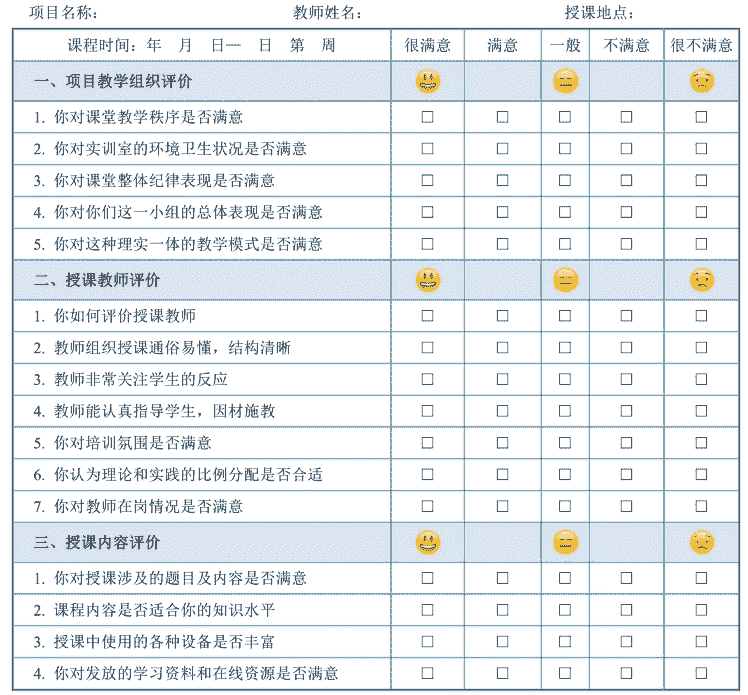 项目名称： 教师姓名： 授课地点：
课程时间：年 月 日— 日 第 周 很满意 满意 一般 不满意 很不满意
一、项目教学组织评价
1. 你对课堂教学秩序是否满意 □ □ □ □ □
2. 你对实训室的环境卫生状况是否满意 □ □ □ □ □
3. 你对课堂整体纪律表现是否满意 □ □ □ □ □
4. 你对你们这一小组的总体表现是否满意 □ □ □ □ □
5. 你对这种理实一体的教学模式是否满意 □ □ □ □ □
二、授课教师评价
1. 你如何评价授课教师 □ □ □ □ □
2. 教师组织授课通俗易懂，结构清晰 □ □ □ □ □
3. 教师非常关注学生的反应 □ □ □ □ □
4. 教师能认真指导学生，因材施教 □ □ □ □ □
5. 你对培训氛围是否满意 □ □ □ □ □
6. 你认为理论和实践的比例分配是否合适 □ □ □ □ □
7. 你对教师在岗情况是否满意 □ □ □ □ □
三、授课内容评价
1. 你对授课涉及的题目及内容是否满意 □ □ □ □ □
2. 课程内容是否适合你的知识水平 □ □ □ □ □
3. 授课中使用的各种设备是否丰富 □ □ □ □ □
4. 你对发放的学习资料和在线资源是否满意 □ □ □ □ □